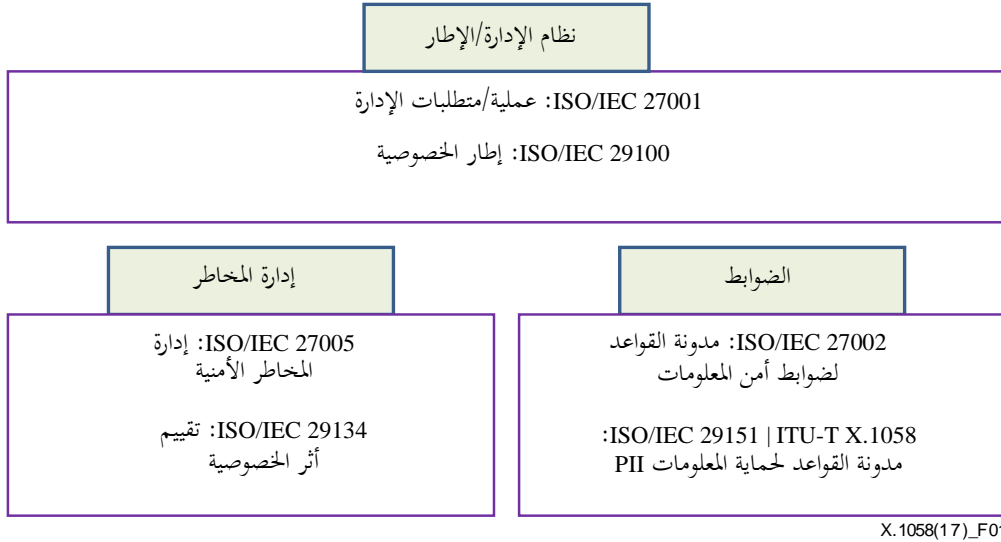 نظام الإدارة/الإطار
ISO/IEC 27001: عملية/متطلبات الإدارة
ISO/IEC 29100: إطار الخصوصية
الضوابط
ISO/IEC 27002: مدونة القواعد
لضوابط أمن المعلومات
ISO/IEC 29151 | ITU-T X.1058:
مدونة القواعد لحماية المعلومات PII
إدارة المخاطر
ISO/IEC 27005: إدارة
المخاطر الأمنية
ISO/IEC 29134: تقييم
أثر الخصوصية
X.1058(17)_F01